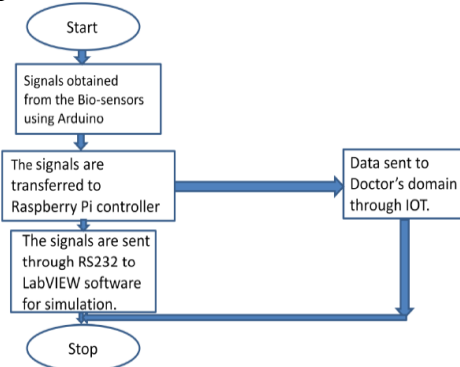 Start
Signals obtained
from the Bio-sensors
using Arduino
The signals are
transferred to
Raspberry Pi controller
Data sent to
Doctor's domain
through IOT.
The signals are sent
through RS232 to
LabVIEW software
for simulation.
Stop